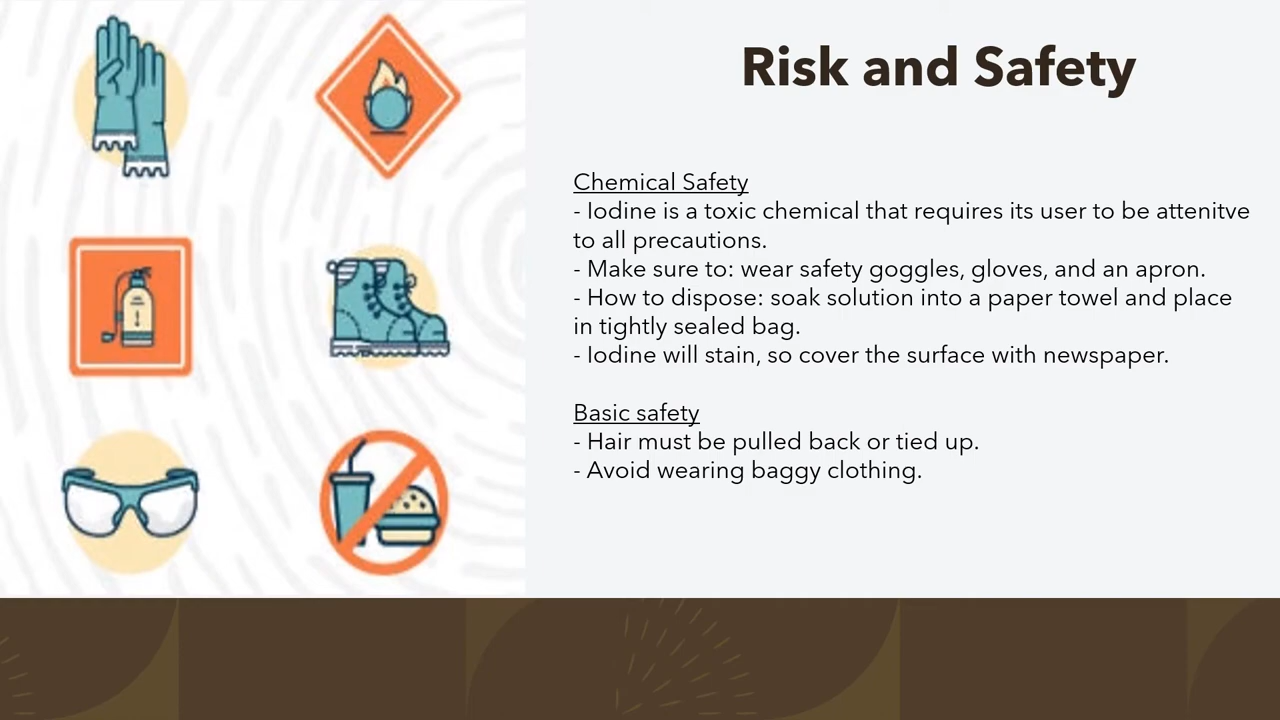 Risk and Safety
Chemical Safety
- Iodine is a toxic chemical that requires its user to be attenitve
to all precautions.
- Make sure to: wear safety goggles, gloves, and an apron.
- How to dispose: soak solution into a paper towel and place
in tightly sealed bag.
- Iodine will stain, so cover the surface with newspaper.
Basic safety
- Hair must be pulled back or tied up.
- Avoid wearing baggy clothing.